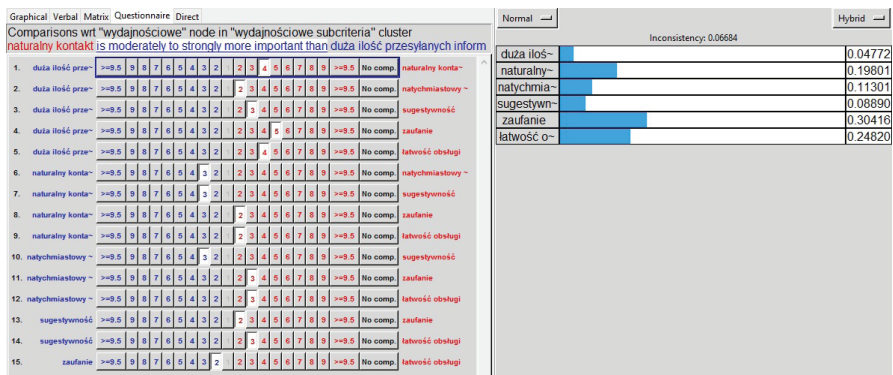 Graphical Verbal Matrix Questionnaire Direct
Comparisons wrt "wydajnościowe" node in "wydajnościowe subcriteria" cluster
naturalny kontakt is moderately to strongly more important than duża ilość przesyłanych inform
1. duża ilość prze~ >=9.5 9 8 7 6 5 4 3 2 1 2 3 4 5 6 7 8 9 >=9.5 No comp. naturalny konta~
2. duża ilość prze~ >=9.5 9 8 7 6 5 4 3 2 1 2 3 4 5 6 7 8 9 >=9.5 No comp. natychmiastowy ~
3. duża ilość prze~ >=9.5 9 8 7 6 5 4 3 2 1 2 3 4 5 6 7 8 9 >=9.5 No comp. sugestywność
4. duża ilość prze~ >=9.5 9 8 7 6 5 4 3 2 1 2 3 4 5 6 7 8 9 >=9.5 No comp. zaufanie
5. duża ilość prze~ >=9.5 9 8 7 6 5 4 3 2 1 2 3 4 5 6 7 8 9 >=9.5 No comp. łatwość obsługi
6. naturalny konta~ >=9.5 9 8 7 6 5 4 3 2 1 2 3 4 5 6 7 8 9 >=9.5 No comp. natychmiastowy ~
7. naturalny konta~ >=9.5 9 8 7 6 5 4 3 2 1 2 3 4 5 6 7 8 9 >=9.5 No comp. sugestywność
8. naturalny konta~ >=9.5 9 8 7 6 5 4 3 2 1 2 3 4 5 6 7 8 9 >=9.5 No comp. zaufanie
9. naturalny konta~ >=9.5 9 8 7 6 5 4 3 2 1 2 3 4 5 6 7 8 9 >=9.5 No comp. łatwość obsługi
10. natychmiastowy ~ >=9.5 9 8 7 6 5 4 3 2 1 2 3 4 5 6 7 8 9 >=9.5 No comp. sugestywność
11. natychmiastowy ~ >=9.5 9 8 7 6 5 4 3 2 1 2 3 4 5 6 7 8 9 >=9.5 No comp. zaufanie
12. natychmiastowy ~ >=9.5 9 8 7 6 5 4 3 2 1 2 3 4 5 6 7 8 9 >=9.5 No comp. łatwość obsługi
13. sugestywność >=9.5 9 8 7 6 5 4 3 2 1 2 3 4 5 6 7 8 9 >=9.5 No comp. zaufanie
14. sugestywność >=9.5 9 8 7 6 5 4 3 2 1 2 3 4 5 6 7 8 9 >=9.5 No comp. łatwość obsługi
15. zaufanie >=9.5 9 8 7 6 5 4 3 2 1 2 3 4 5 6 7 8 9 >=9.5 No comp. łatwość obsługi
Normal Hybrid
Inconsistency: 0.06684
duża iloś~ 0.04772
naturalny~ 0.19801
natychmia~ 0.11301
sugestywn~ 0.08890
zaufanie 0.30416
łatwość o~ 0.24820